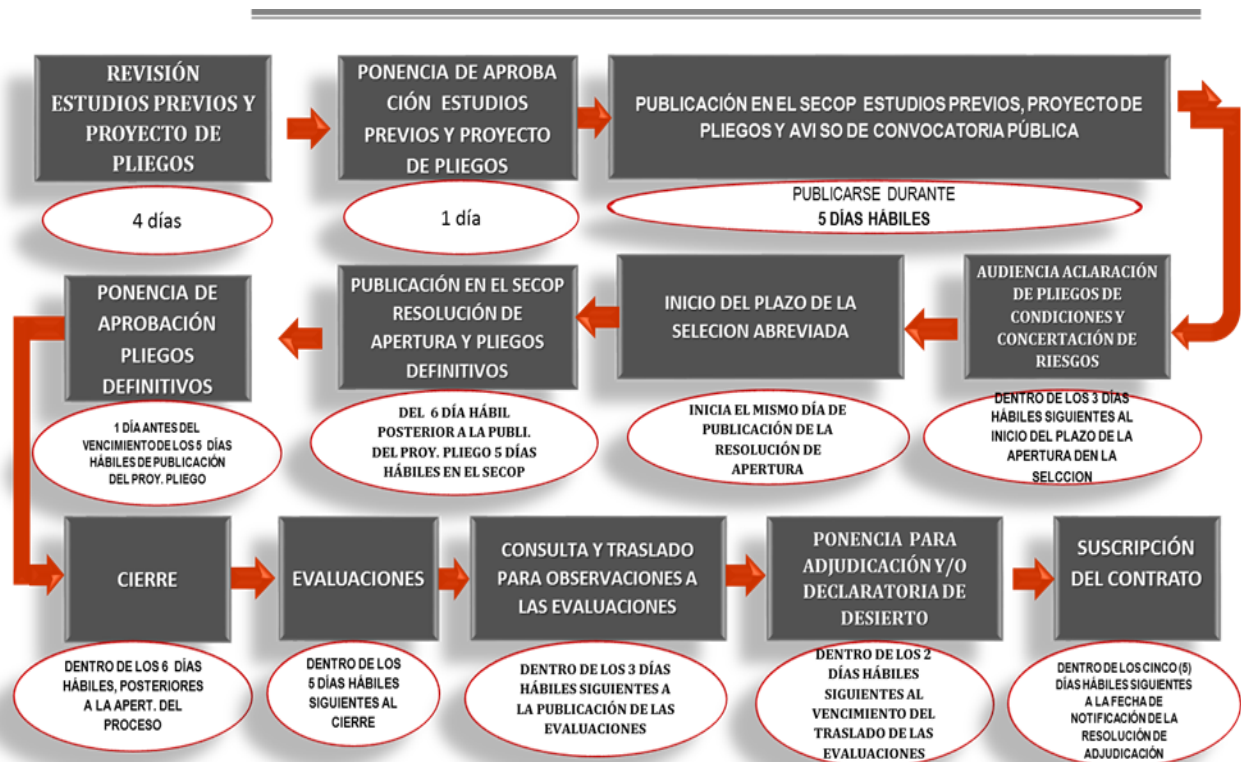 REVISIÓN
ESTUDIOS PREVIOS Y
PROYECTO DE
PLIEGOS
4 días
PONENCIA DE APROBA
CIÓN ESTUDIOS
PREVIOS Y PROYECTO
DE PLIEGOS
1 día
PUBLICACIÓN EN EL SECOP ESTUDIOS PREVIOS, PROYECTO DE
PLIEGOS Y AVI SO DE CONVOCATORIA PÚBLICA
PUBLICARSE DURANTE
5 DÍAS HÁBILES
AUDIENCIA ACLARACIÓN
DE PLIEGOS DE
CONDICIONES Y
CONCERTACIÓN DE
RIESGOS
DENTRO DE LOS 3 DÍAS
HÁBILES SIGUIENTES AL
INICIO DEL PLAZO DE LA
APERTURA DEN LA
SELCCION
INICIO DEL PLAZO DE LA
SELECION ABREVIADA
INICIA EL MISMO DÍA DE
PUBLICACIÓN DE LA
RESOLUCIÓN DE
APERTURA
PUBLICACIÓN EN EL SECOP
RESOLUCIÓN DE
APERTURA Y PLIEGOS
DEFINITIVOS
DEL 6 DÍA HÁBIL
POSTERIOR A LA PUBLI.
DEL PROY. PLIEGO 5 DÍAS
HÁBILES EN EL SECOP
PONENCIA DE
APROBACIÓN
PLIEGOS
DEFINITIVOS
1 DÍA ANTES DEL
VENCIMIENTO DE LOS 5 DÍAS
HÁBILES DE PUBLICACIÓN
DEL PROY. PLIEGO
CIERRE
DENTRO DE LOS 6 DÍAS
HÁBILES, POSTERIORES
A LA APERT. DEL
PROCESO
EVALUACIONES
DENTRO DE LOS
5 DÍAS HÁBILES
SIGUIENTES AL
CIERRE
CONSULTA Y TRASLADO
PARA OBSERVACIONES A
LAS EVALUACIONES
DENTRO DE LOS 3 DÍAS
HÁBILES SIGUIENTES A
LA PUBLICACIÓN DE LAS
EVALUACIONES
PONENCIA PARA
ADJUDICACIÓN Y/O
DECLARATORIA DE
DESIERTO
DENTRO DE LOS 2
DÍAS HÁBILES
SIGUIENTES AL
VENCIMIENTO DEL
TRASLADO DE LAS
EVALUACIONES
SUSCRIPCIÓN
DEL CONTRATO
DENTRO DE LOS CINCO (5)
DÍAS HÁBILES SIGUIENTES
A LA FECHA DE
NOTIFICACIÓN DE LA
RESOLUCIÓN DE
ADJUDICACIÓN